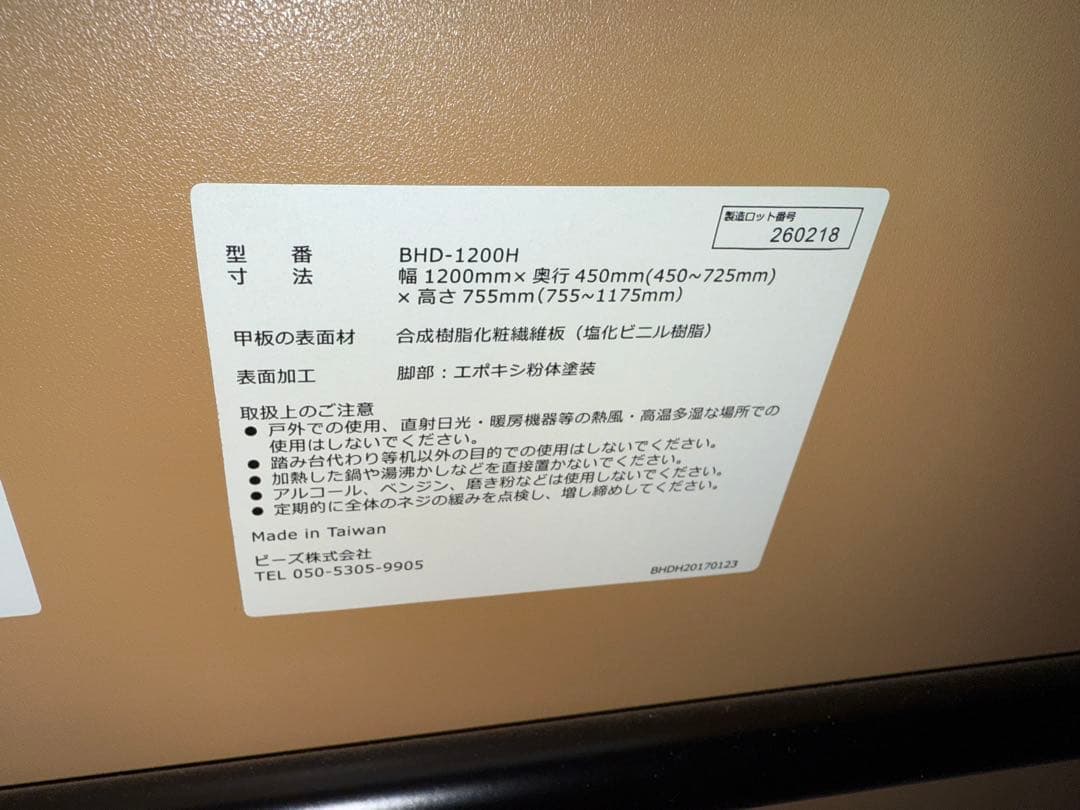 製造ロット番号
260218
型 番 BHD-1200H
寸 法 幅 1200mm× 奥行 450mm(450~725mm)
× 高さ 755mm(755~1175mm)
甲板の表面材 合成樹脂化粧繊維板(塩化ビニル樹脂)
表面加工 脚部:エポキシ粉体塗装
取扱上のご注意
● 戸外での使用、直射日光・暖房機器等の熱風・高温多湿な場所での
使用はしないでください。
● 踏み台代わり等机以外の目的での使用はしないでください。
● 加熱した鍋や湯沸かしなどを直接置かないでください。
● アルコール、ベンジン、磨き粉などは使用しないでください。
● 定期的に全体のネジの緩みを点検し、増し締めしてください。
Made in Taiwan
ビーズ株式会社
TEL 050-5305-9905
BHDH20170123